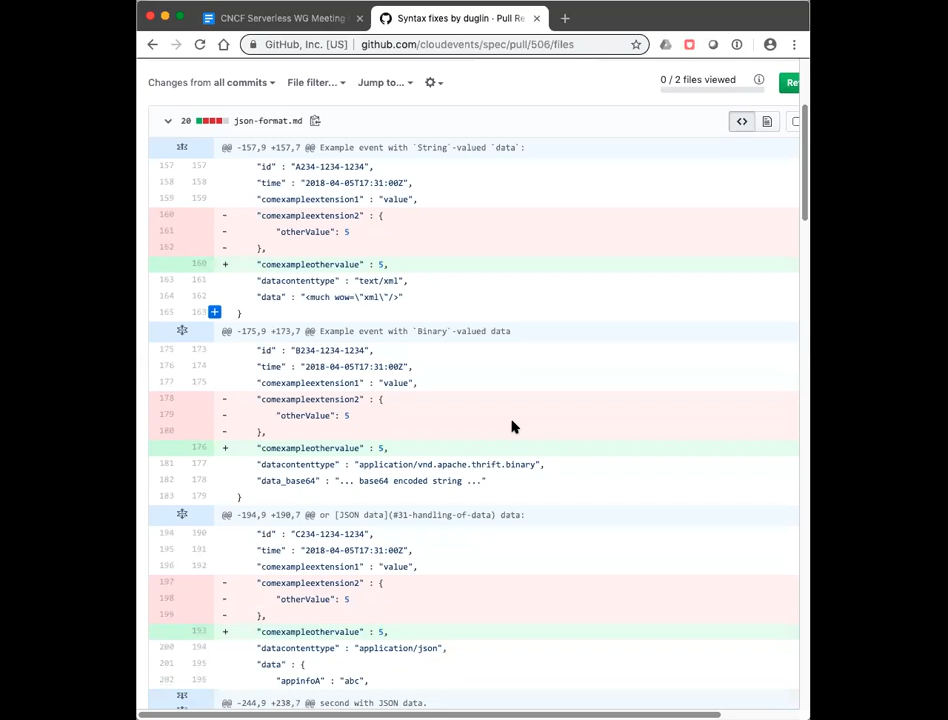 CNCF Serverless WG Meeting
Syntax fixes by duglin · Pull Re
GitHub, Inc. [US] | github.com/cloudevents/spec/pull/506/files
Changes from all commits File filter... Jump to... 0 / 2 files viewed Re
20 json-format.md
@@ -157,9 +157,7 @@ Example event with `String`-valued `data`:
157 157 "id" : "A234-1234-1234",
158 158 "time" : "2018-04-05T17:31:00Z",
159 159 "comexampleextension1" : "value",
160 - "comexampleextension2" : {
161 - "otherValue": 5
162 - },
160 + "comexampleothervalue" : 5,
163 161 "datacontenttype" : "text/xml",
164 162 "data" : "<much wow=\"xml\"/>"
165 163 + }
@@ -175,9 +173,7 @@ Example event with `Binary`-valued data
175 173 "id" : "B234-1234-1234",
176 174 "time" : "2018-04-05T17:31:00Z",
177 175 "comexampleextension1" : "value",
178 - "comexampleextension2" : {
179 - "otherValue": 5
180 - },
176 + "comexampleothervalue" : 5,
181 177 "datacontenttype" : "application/vnd.apache.thrift.binary",
182 178 "data_base64" : "... base64 encoded string ..."
183 179 }
@@ -194,9 +190,7 @@ or [JSON data](#31-handling-of-data) data:
194 190 "id" : "C234-1234-1234",
195 191 "time" : "2018-04-05T17:31:00Z",
196 192 "comexampleextension1" : "value",
197 - "comexampleextension2" : {
198 - "otherValue": 5
199 - },
193 + "comexampleothervalue" : 5,
200 194 "datacontenttype" : "application/json",
201 195 "data" : {
202 196 "appinfoA" : "abc",
@@ -244,9 +238,7 @@ second with JSON data.